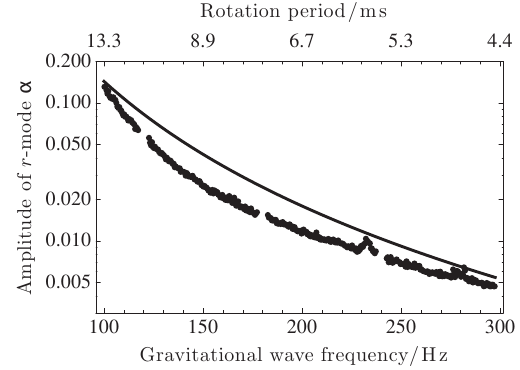 Rotation period/ms
13.3 8.9 6.7 5.3 4.4
Amplitude of r-mode α
0.200
0.100
0.050
0.020
0.010
0.005
100 150 200 250 300
Gravitational wave frequency/Hz